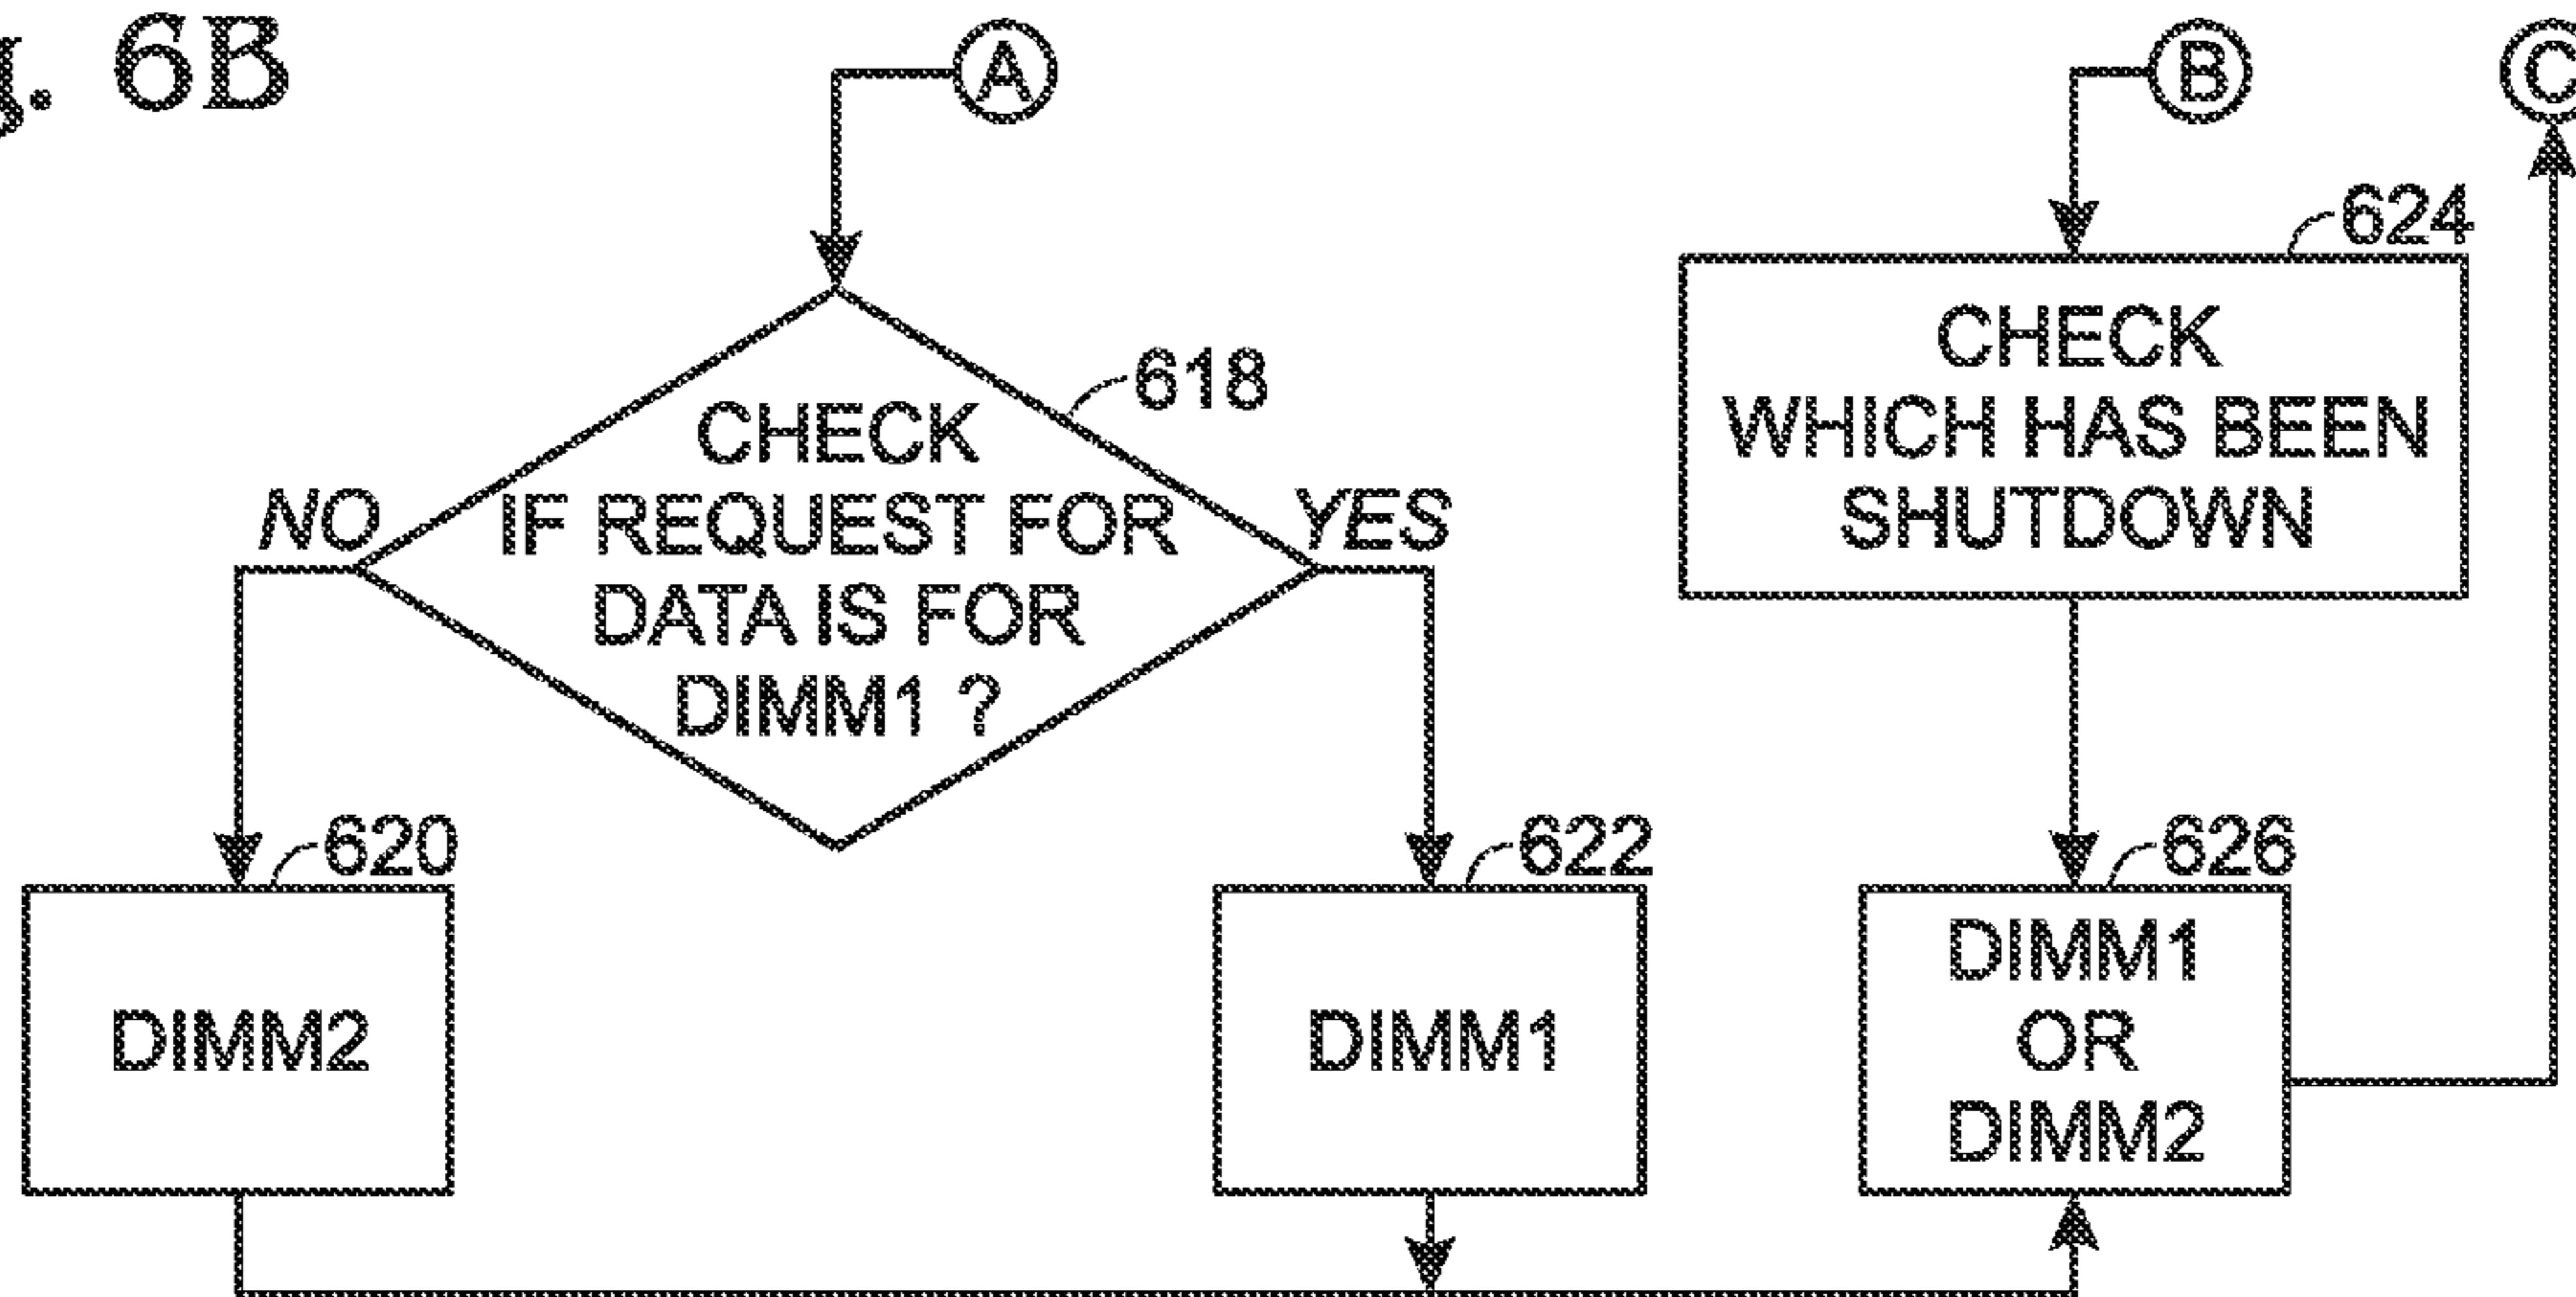 g. 6B
A
B
C
624
CHECK
WHICH HAS BEEN
SHUTDOWN
618
CHECK
IF REQUEST FOR
DATA IS FOR
DIMM1 ?
NO
YES
620
DIMM2
622
DIMM1
626
DIMM1
OR
DIMM2